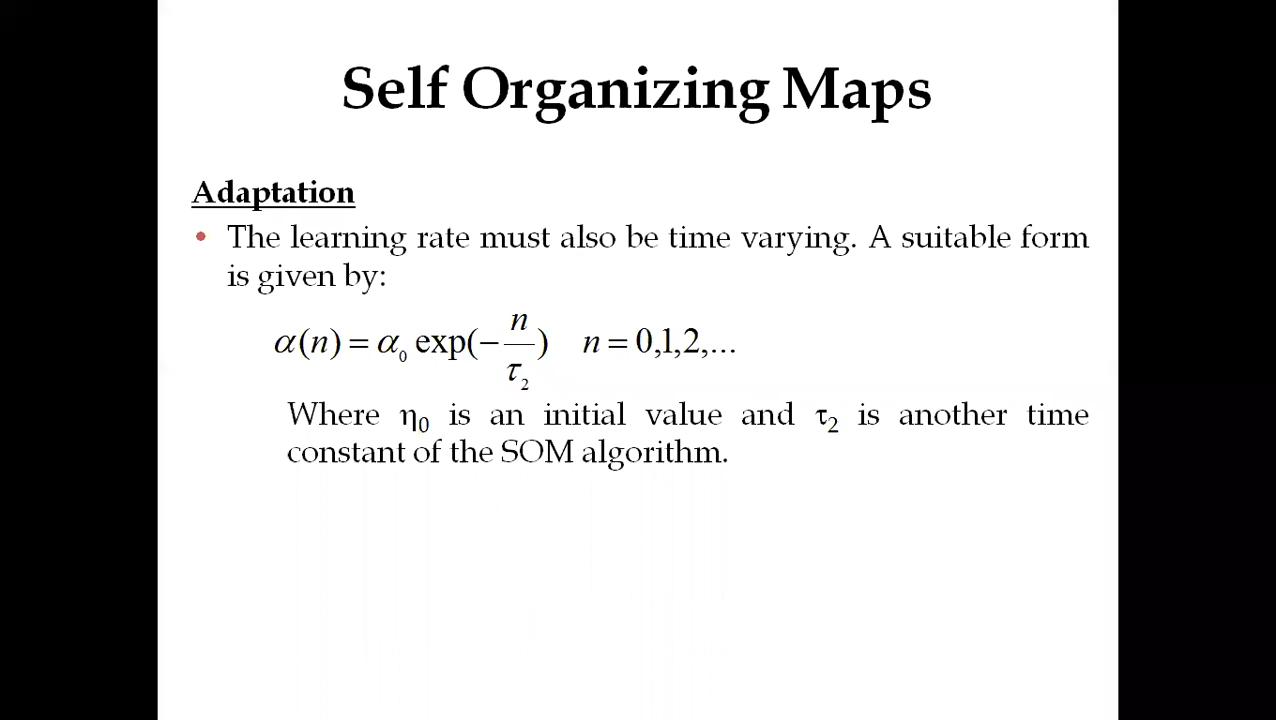 Self Organizing Maps
Adaptation
• The learning rate must also be time varying. A suitable form
is given by:
α(n) = α₀ exp(−n/τ₂) n = 0,1,2,...
Where η₀ is an initial value and τ₂ is another time
constant of the SOM algorithm.